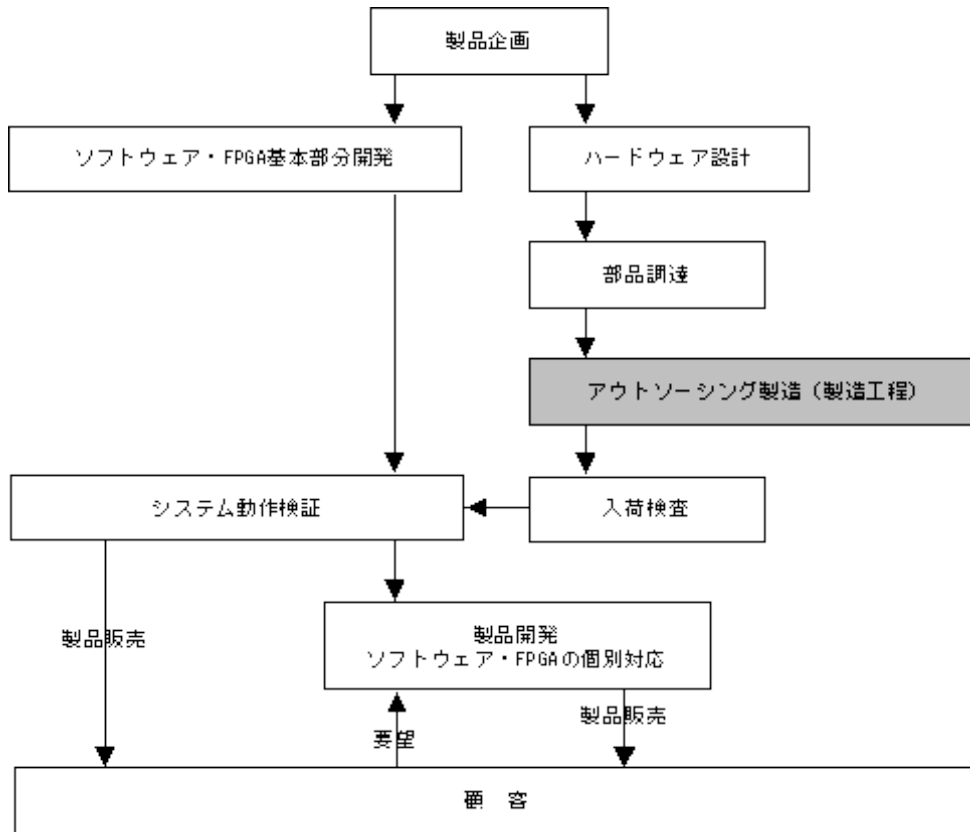 製品企画
ソフトウェア・FPGA基本部分開発
ハードウェア設計
部品調達
アウトソーシング製造（製造工程）
システム動作検証
入荷検査
製品販売
製品開発
ソフトウェア・FPGAの個別対応
製品販売
要望
顧 客